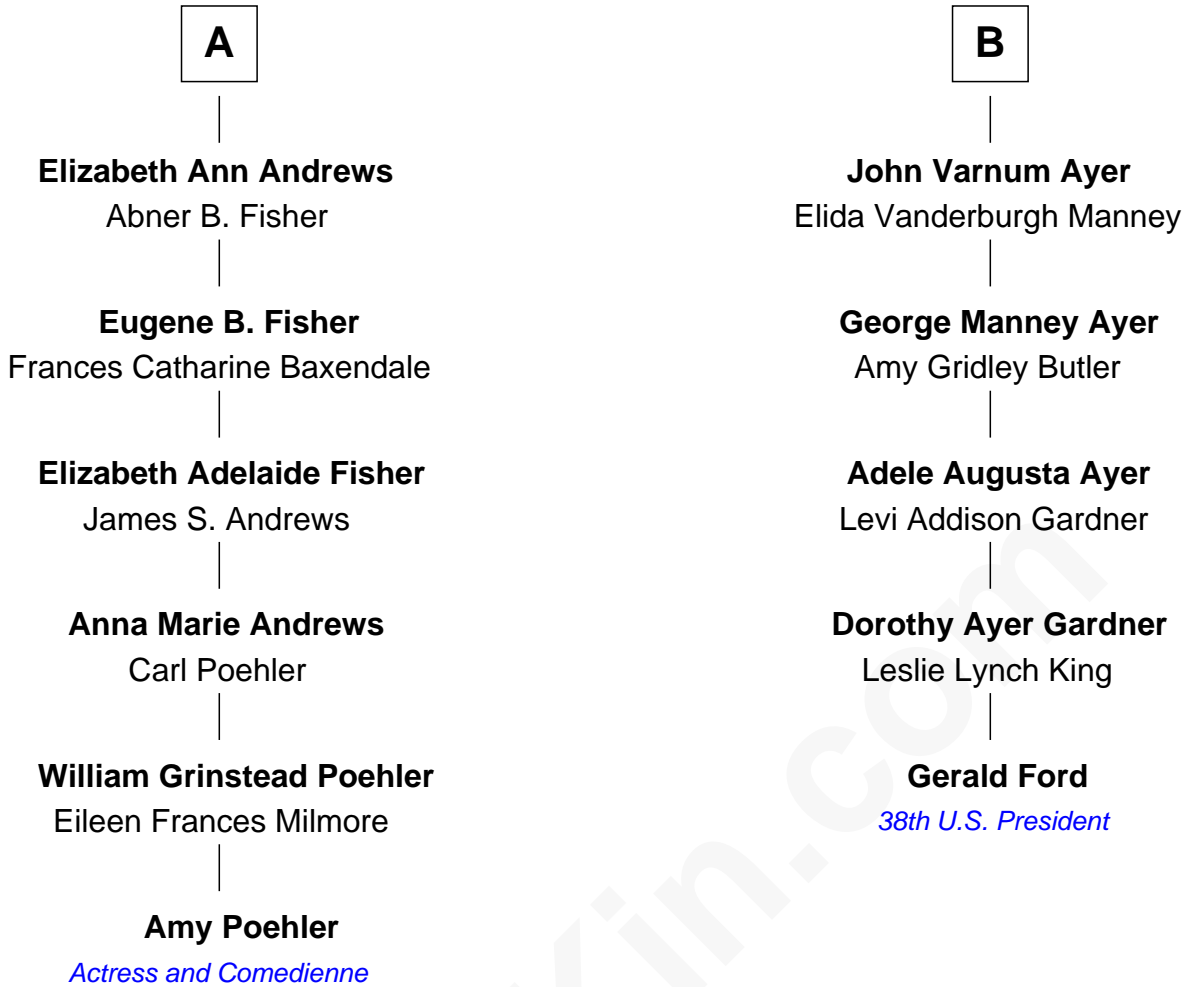 A
Elizabeth Ann Andrews
Abner B. Fisher
Eugene B. Fisher
Frances Catharine Baxendale
Elizabeth Adelaide Fisher
James S. Andrews
Anna Marie Andrews
Carl Poehler
William Grinstead Poehler
Eileen Frances Milmore
Amy Poehler
Actress and Comedienne
B
John Varnum Ayer
Elida Vanderburgh Manney
George Manney Ayer
Amy Gridley Butler
Adele Augusta Ayer
Levi Addison Gardner
Dorothy Ayer Gardner
Leslie Lynch King
Gerald Ford
38th U.S. President
Kin.com